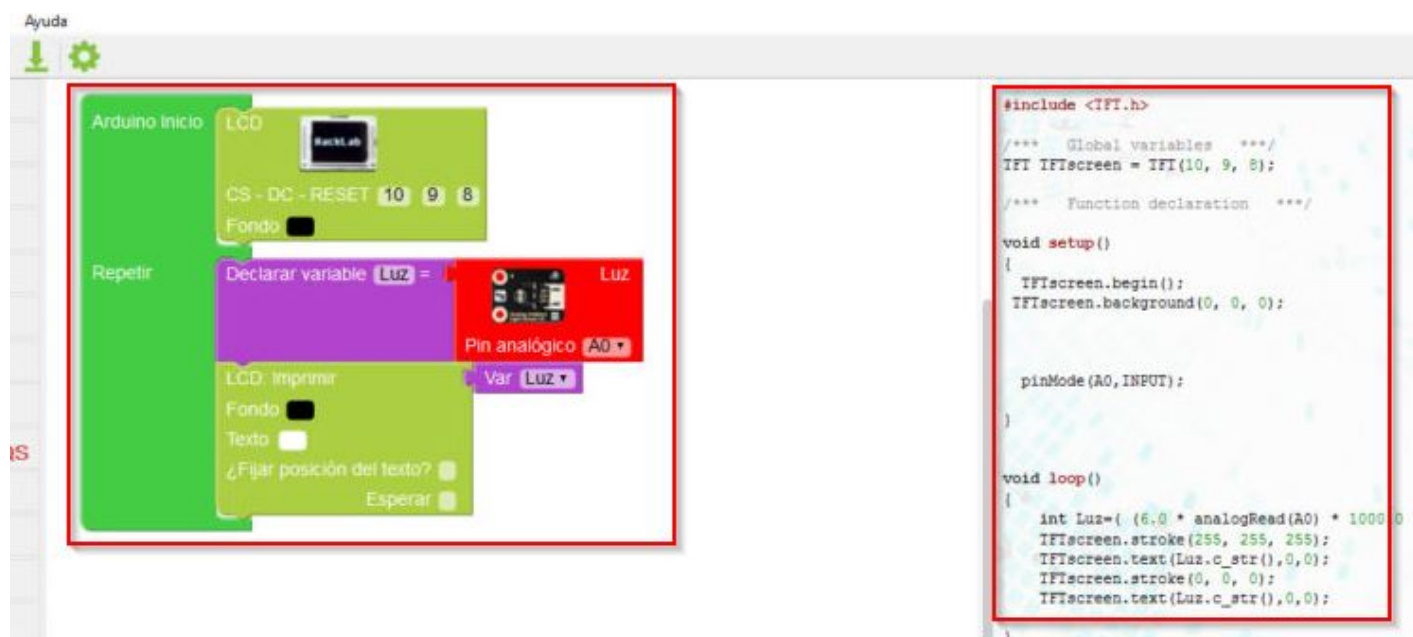 Ayuda
Arduino Inicio
LCD
HackLab
CS - DC - RESET 10 9 8
Fondo
Repetir
Declarar variable Luz =
Luz
Pin analógico A0
LCD: Imprimir
Var Luz
Fondo
Texto
¿Fijar posición del texto?
Esperar
#include <TFT.h>
/*** Global variables ***/
TFT TFTscreen = TFT(10, 9, 8);
/*** Function declaration ***/
void setup()
{
TFTscreen.begin();
TFTscreen.background(0, 0, 0);
pinMode(A0,INPUT);
}
void loop()
{
int Luz=( (6.0 * analogRead(A0) *
TFTscreen.stroke(255, 255, 255);
TFTscreen.text(Luz.c_str(),0,0);
TFTscreen.stroke(0, 0, 0);
TFTscreen.text(Luz.c_str(),0,0);